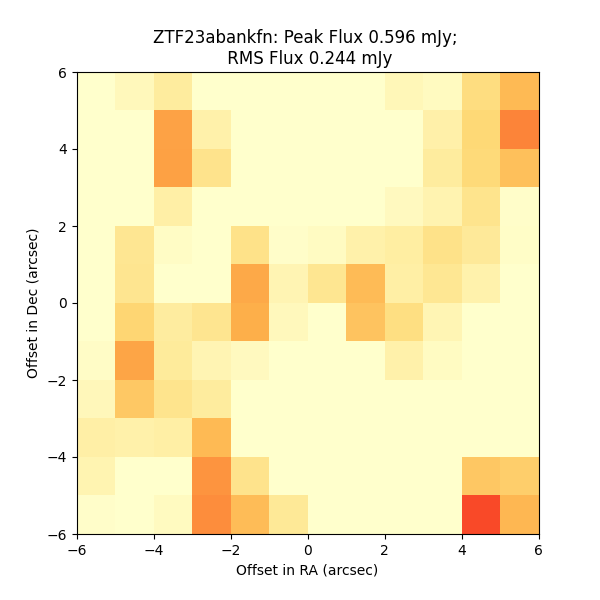 ZTF23abankfn: Peak Flux 0.596 mJy;
RMS Flux 0.244 mJy
6
4
2
0
−2
−4
−6
Offset in Dec (arcsec)
−6 −4 −2 0 2 4 6
Offset in RA (arcsec)